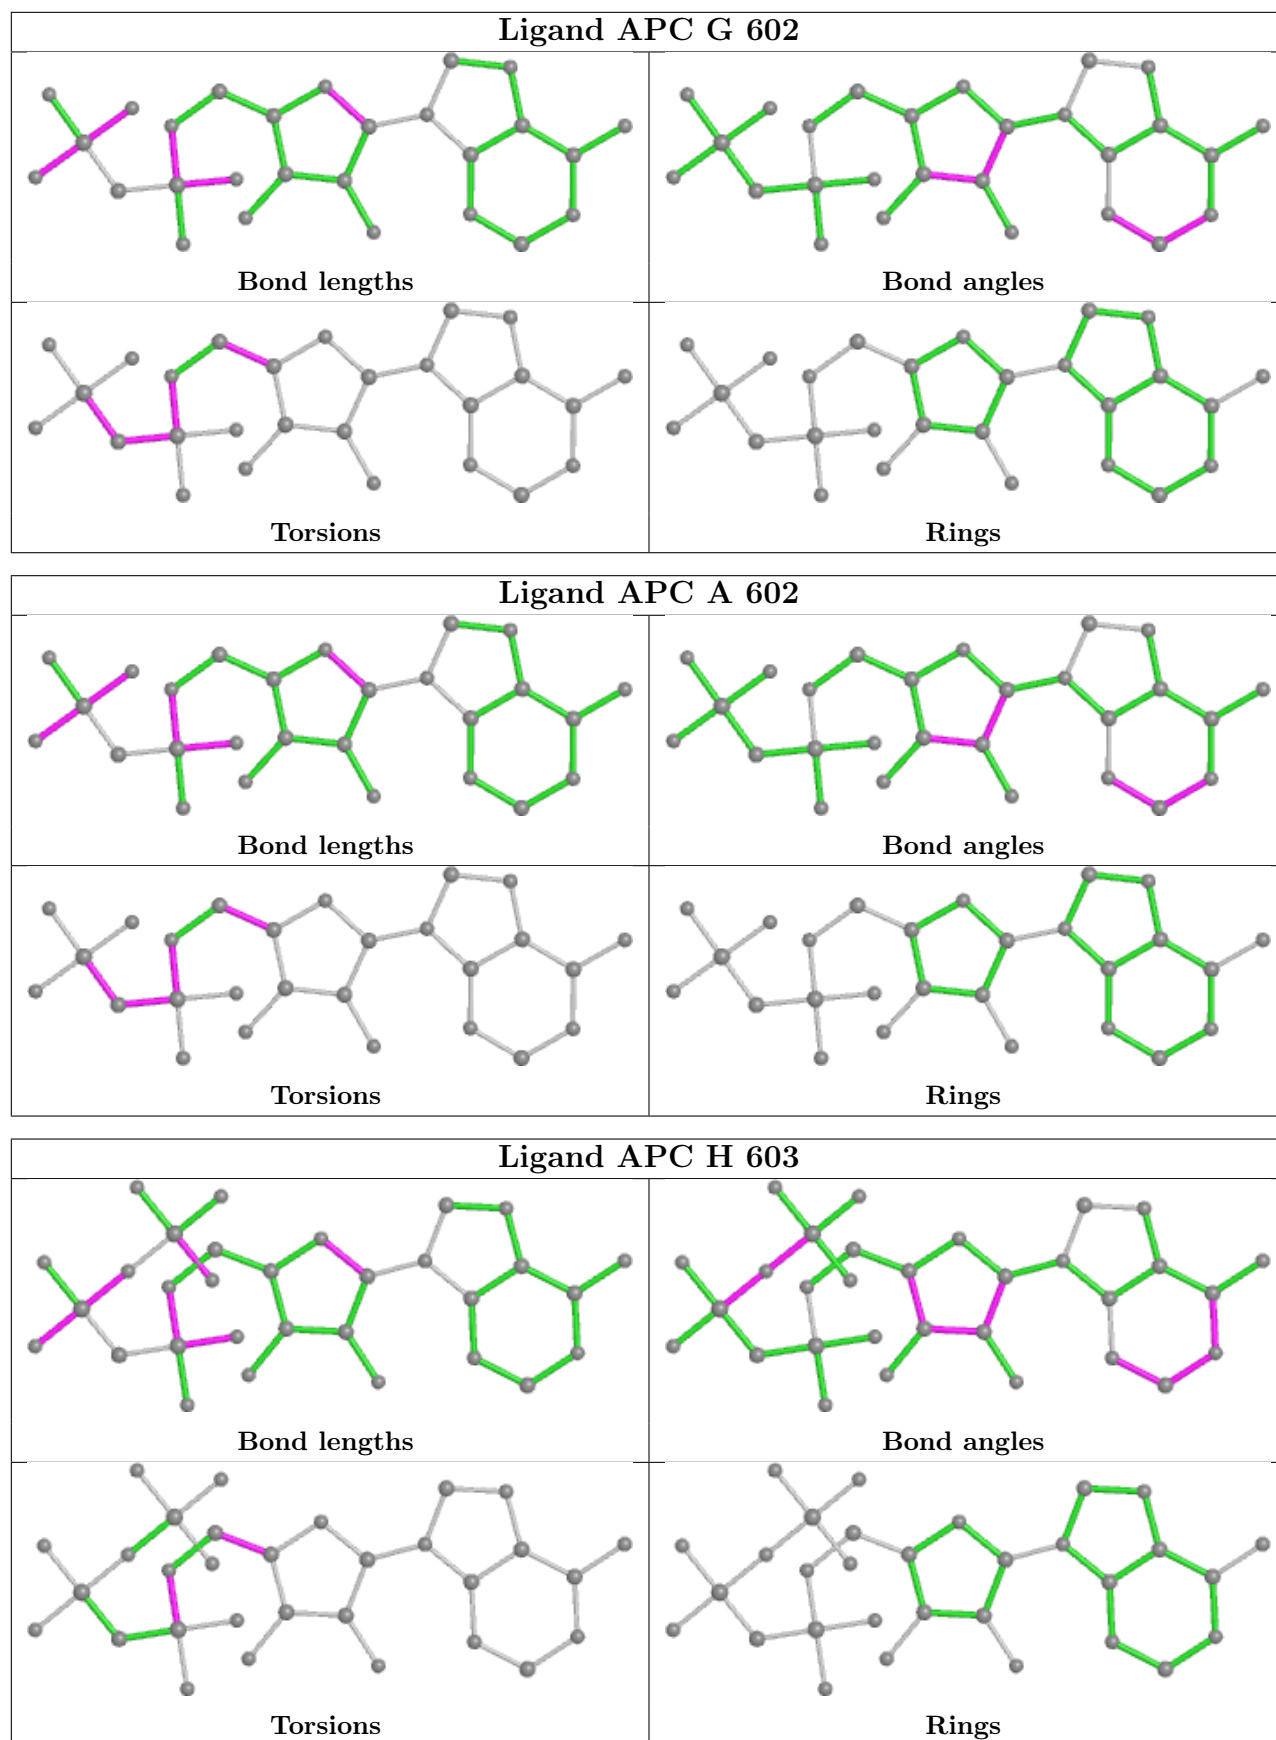 Ligand APC G 602
Bond lengths
Bond angles
Torsions
Rings
Ligand APC A 602
Bond lengths
Bond angles
Torsions
Rings
Ligand APC H 603
Bond lengths
Bond angles
Torsions
Rings